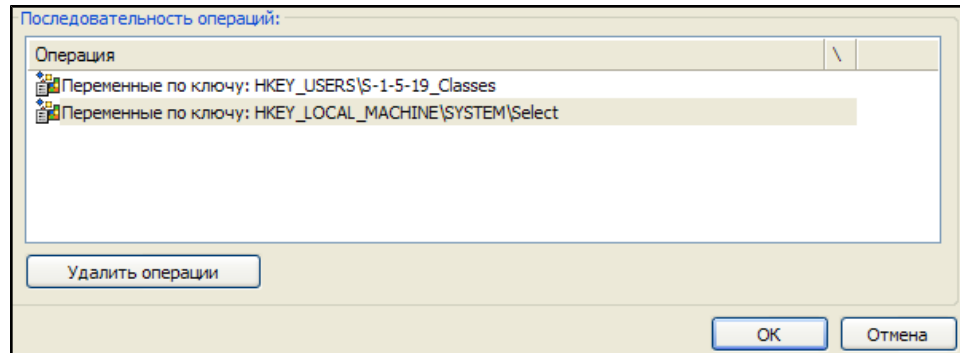 Последовательность операций:
Операция \
Переменные по ключу: HKEY_USERS\S-1-5-19_Classes
Переменные по ключу: HKEY_LOCAL_MACHINE\SYSTEM\Select
Удалить операции
OK Отмена